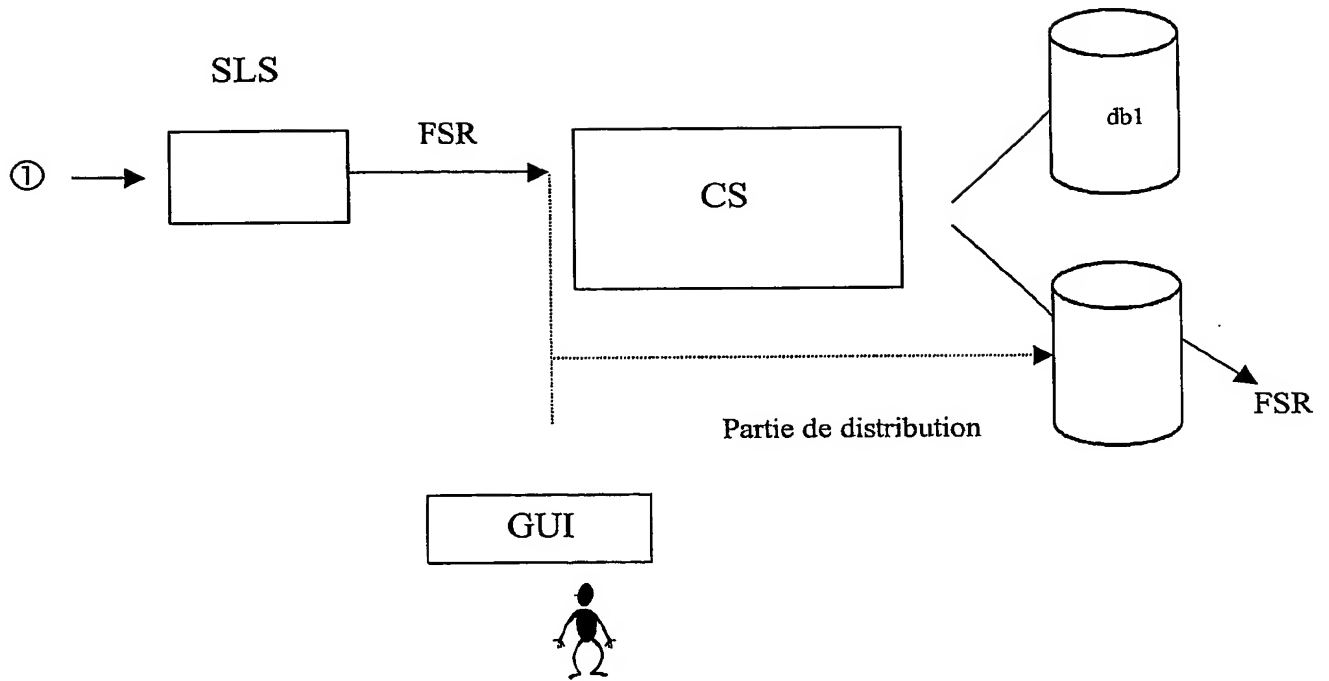 SLS
FSR
①
CS
db1
FSR
Partie de distribution
GUI